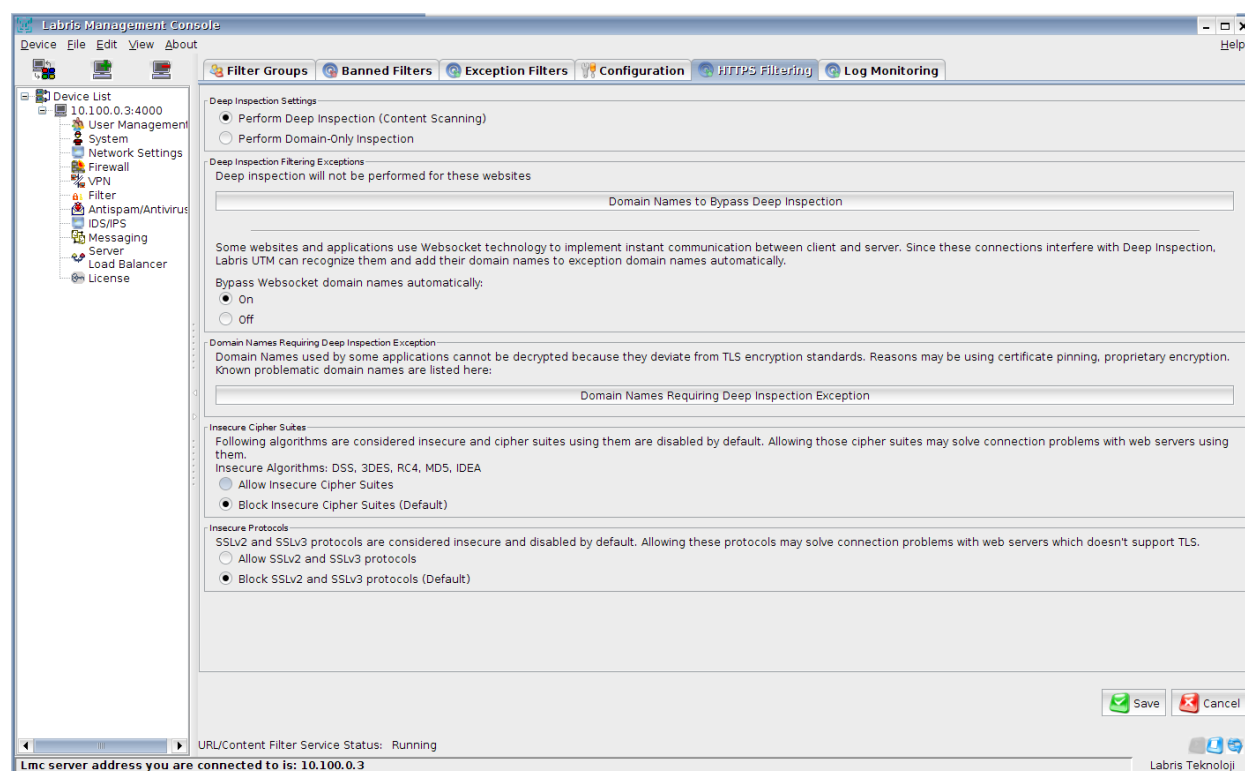 Labris Management Console
Device File Edit View About Help
Filter Groups Banned Filters Exception Filters Configuration HTTPS Filtering Log Monitoring
Device List
10.100.0.3:4000
User Management
System
Network Settings
Firewall
VPN
Filter
Antispam/Antivirus
IDS/IPS
Messaging
Server
Load Balancer
License
Deep Inspection Settings
Perform Deep Inspection (Content Scanning)
Perform Domain-Only Inspection
Deep Inspection Filtering Exceptions
Deep inspection will not be performed for these websites
Domain Names to Bypass Deep Inspection
Some websites and applications use Websocket technology to implement instant communication between client and server. Since these connections interfere with Deep Inspection,
Labris UTM can recognize them and add their domain names to exception domain names automatically.
Bypass Websocket domain names automatically:
On
Off
Domain Names Requiring Deep Inspection Exception
Domain Names used by some applications cannot be decrypted because they deviate from TLS encryption standards. Reasons may be using certificate pinning, proprietary encryption.
Known problematic domain names are listed here:
Domain Names Requiring Deep Inspection Exception
Insecure Cipher Suites
Following algorithms are considered insecure and cipher suites using them are disabled by default. Allowing those cipher suites may solve connection problems with web servers using
them.
Insecure Algorithms: DSS, 3DES, RC4, MD5, IDEA
Allow Insecure Cipher Suites
Block Insecure Cipher Suites (Default)
Insecure Protocols
SSLv2 and SSLv3 protocols are considered insecure and disabled by default. Allowing these protocols may solve connection problems with web servers which doesn't support TLS.
Allow SSLv2 and SSLv3 protocols
Block SSLv2 and SSLv3 protocols (Default)
Save Cancel
URL/Content Filter Service Status: Running
Lmc server address you are connected to is: 10.100.0.3
Labris Teknoloji